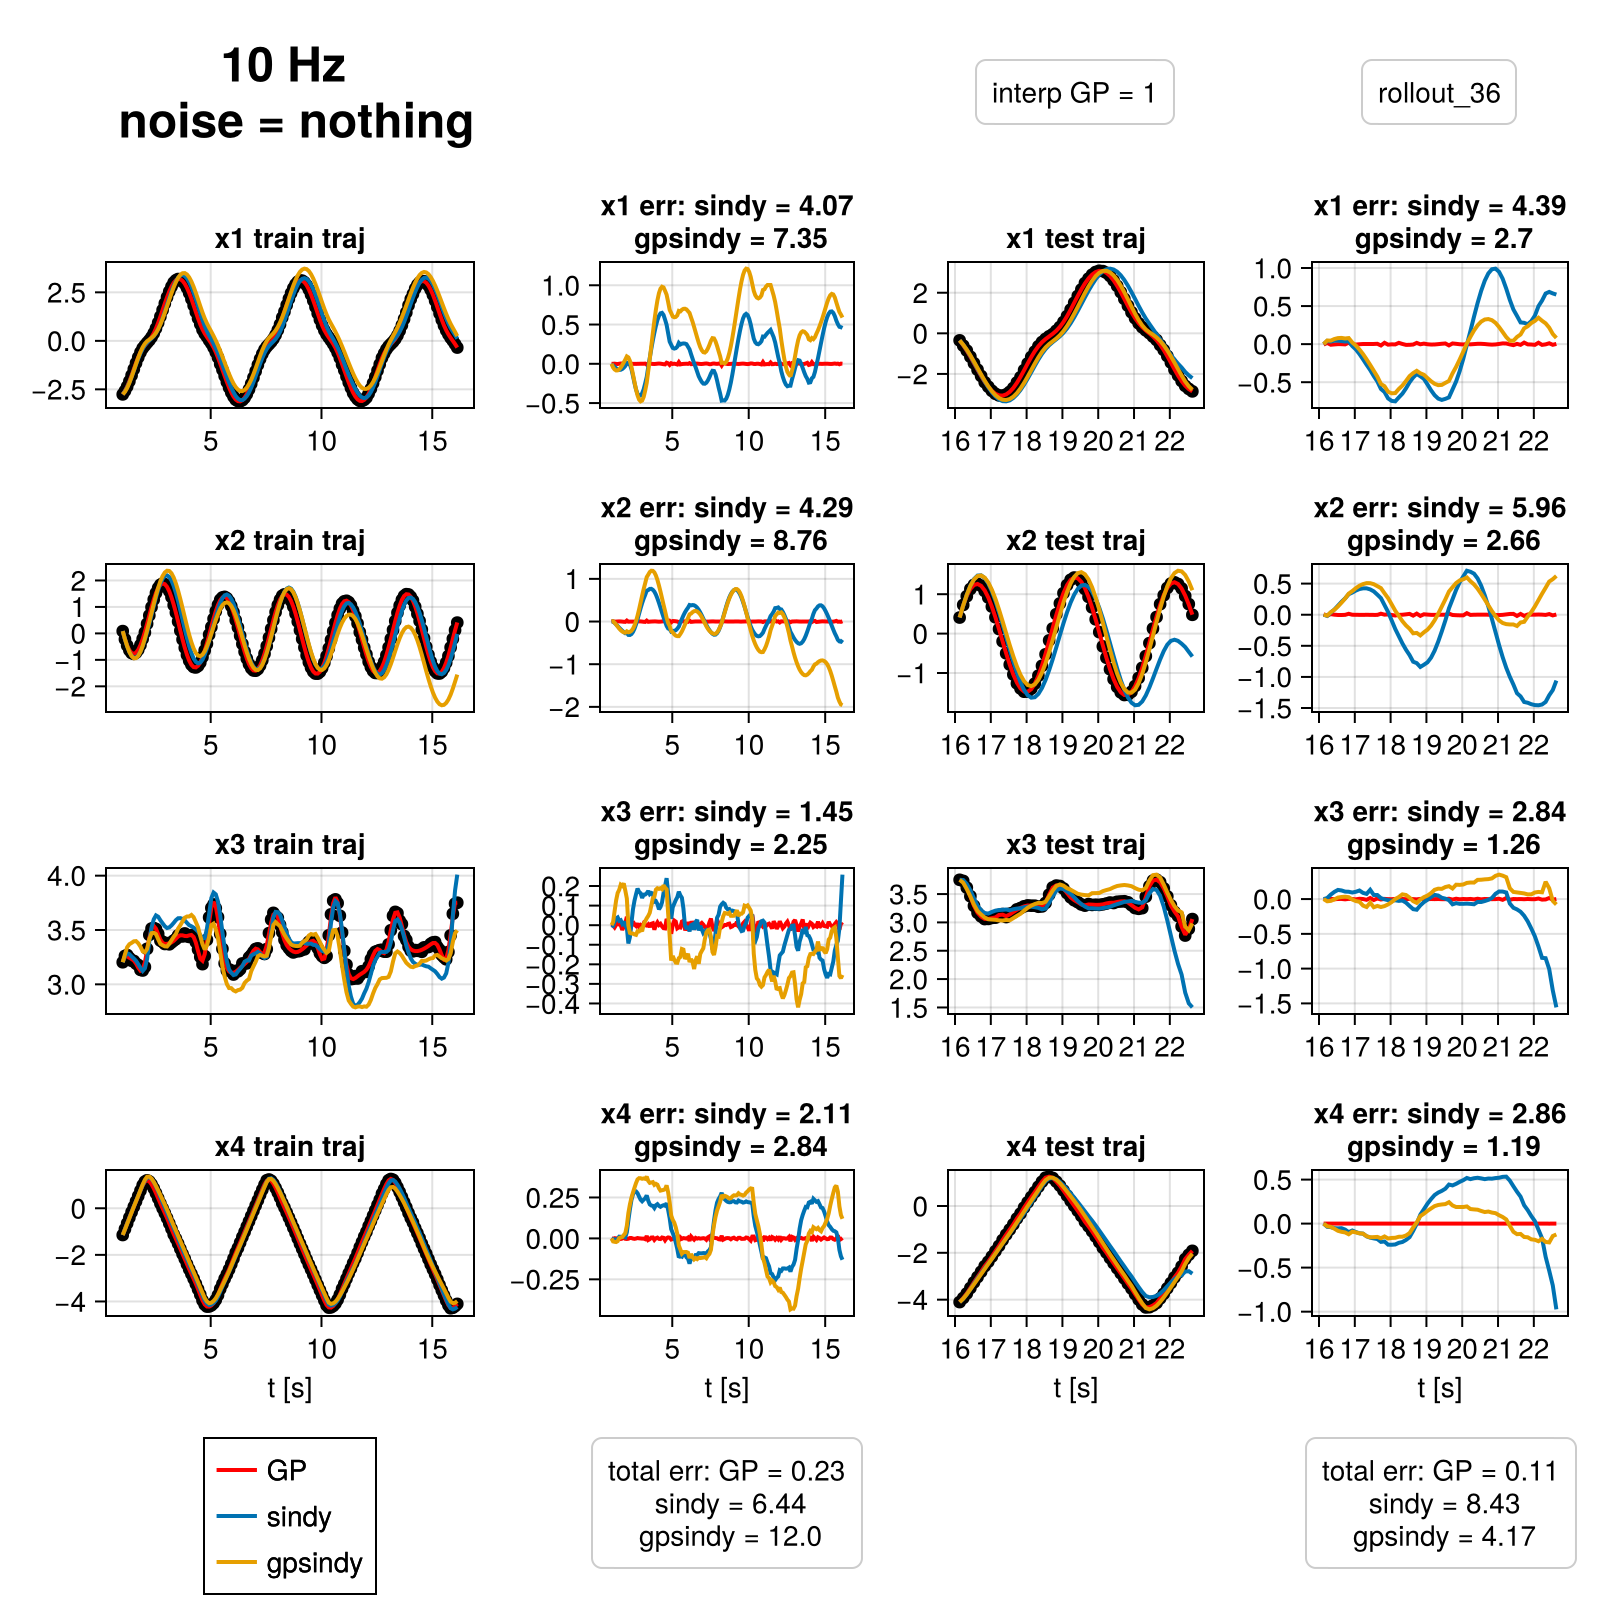 10 Hz
noise = nothing
interp GP = 1
rollout_36
x1 train traj
2.5
0.0
−2.5
5 10 15
x1 err: sindy = 4.07
gpsindy = 7.35
1.0
0.5
0.0
−0.5
5 10 15
x1 test traj
2
0
−2
16 17 18 19 20 21 22
x1 err: sindy = 4.39
gpsindy = 2.7
1.0
0.5
0.0
−0.5
16 17 18 19 20 21 22
x2 train traj
2
1
0
−1
−2
5 10 15
x2 err: sindy = 4.29
gpsindy = 8.76
1
0
−1
−2
5 10 15
x2 test traj
1
0
−1
16 17 18 19 20 21 22
x2 err: sindy = 5.96
gpsindy = 2.66
0.5
0.0
−0.5
−1.0
−1.5
16 17 18 19 20 21 22
x3 train traj
4.0
3.5
3.0
5 10 15
x3 err: sindy = 1.45
gpsindy = 2.25
0.2
0.1
0.0
−0.1
−0.2
−0.3
−0.4
5 10 15
x3 test traj
3.5
3.0
2.5
2.0
1.5
16 17 18 19 20 21 22
x3 err: sindy = 2.84
gpsindy = 1.26
0.0
−0.5
−1.0
−1.5
16 17 18 19 20 21 22
x4 train traj
0
−2
−4
5 10 15
t [s]
x4 err: sindy = 2.11
gpsindy = 2.84
0.25
0.00
−0.25
5 10 15
t [s]
x4 test traj
0
−2
−4
16 17 18 19 20 21 22
t [s]
x4 err: sindy = 2.86
gpsindy = 1.19
0.5
0.0
−0.5
−1.0
16 17 18 19 20 21 22
t [s]
GP
sindy
gpsindy
total err: GP = 0.23
sindy = 6.44
gpsindy = 12.0
total err: GP = 0.11
sindy = 8.43
gpsindy = 4.17